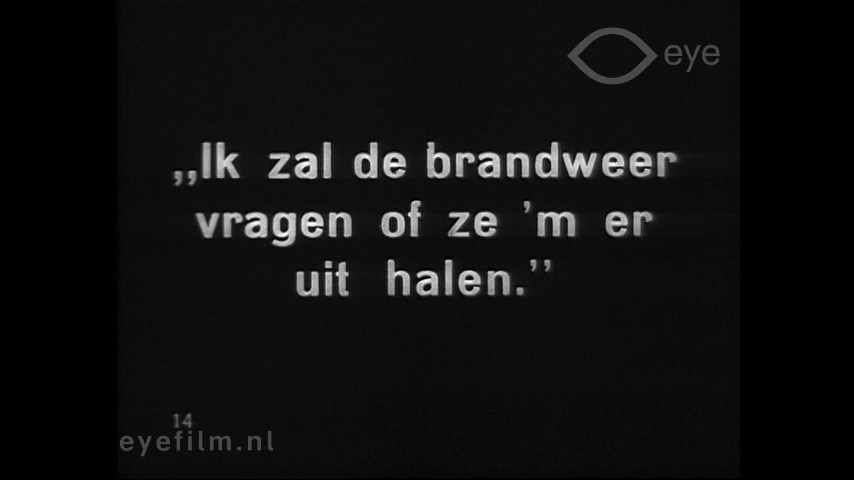 eye
„Ik zal de brandweer
vragen of ze 'm er
uit halen.”
14
eyefilm.nl